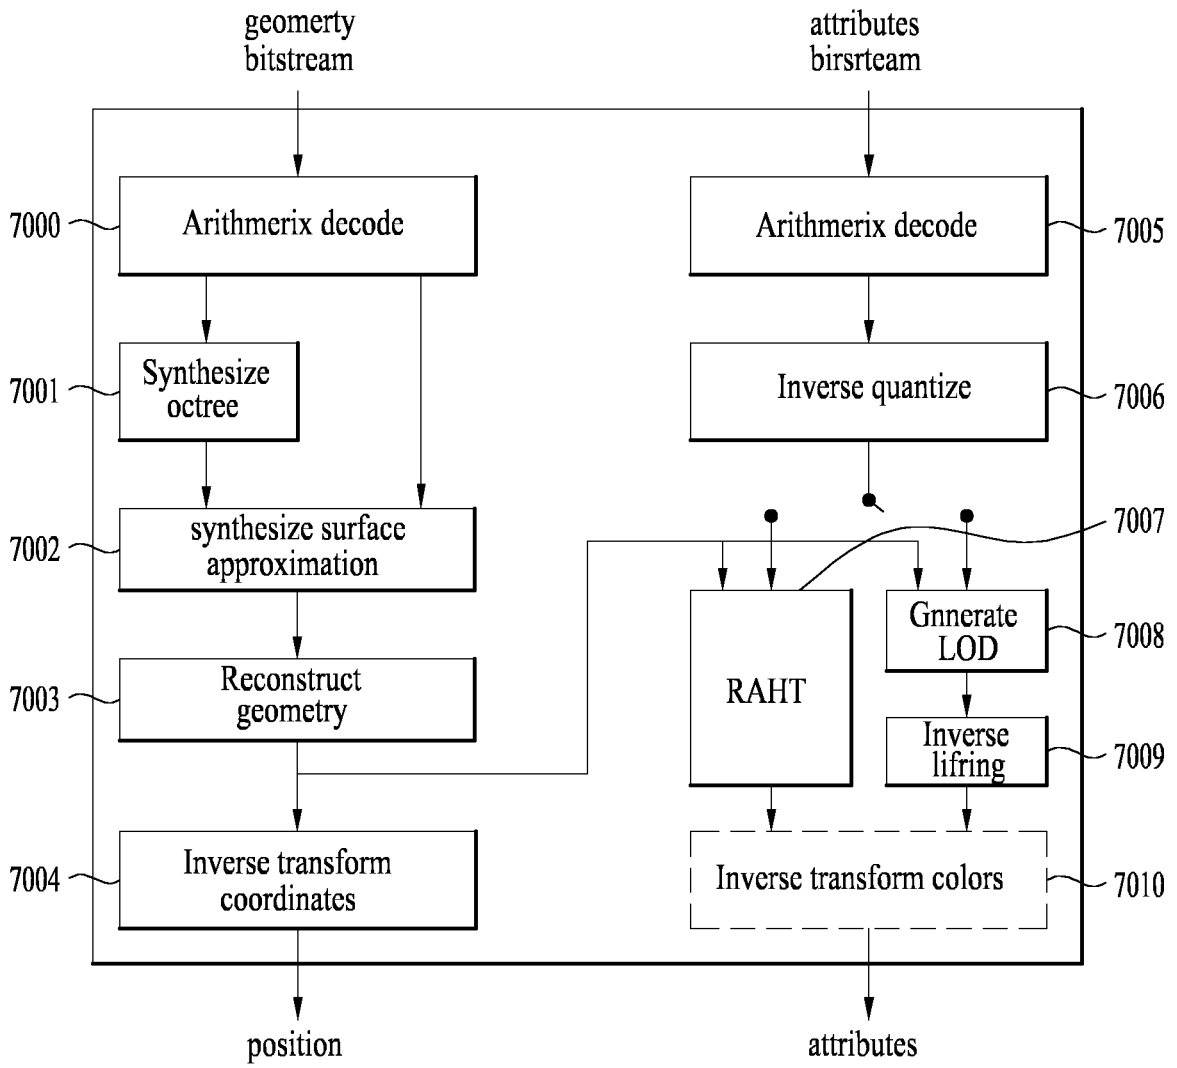 geomerty
bitstream
attributes
birsrteam
7000
Arithmerix decode
Arithmerix decode
7005
7001
Synthesize
octree
Inverse quantize
7006
7002
synthesize surface
approximation
7007
7003
Reconstruct
geometry
RAHT
Gnnerate
LOD
7008
Inverse
lifring
7009
7004
Inverse transform
coordinates
Inverse transform colors
7010
position
attributes